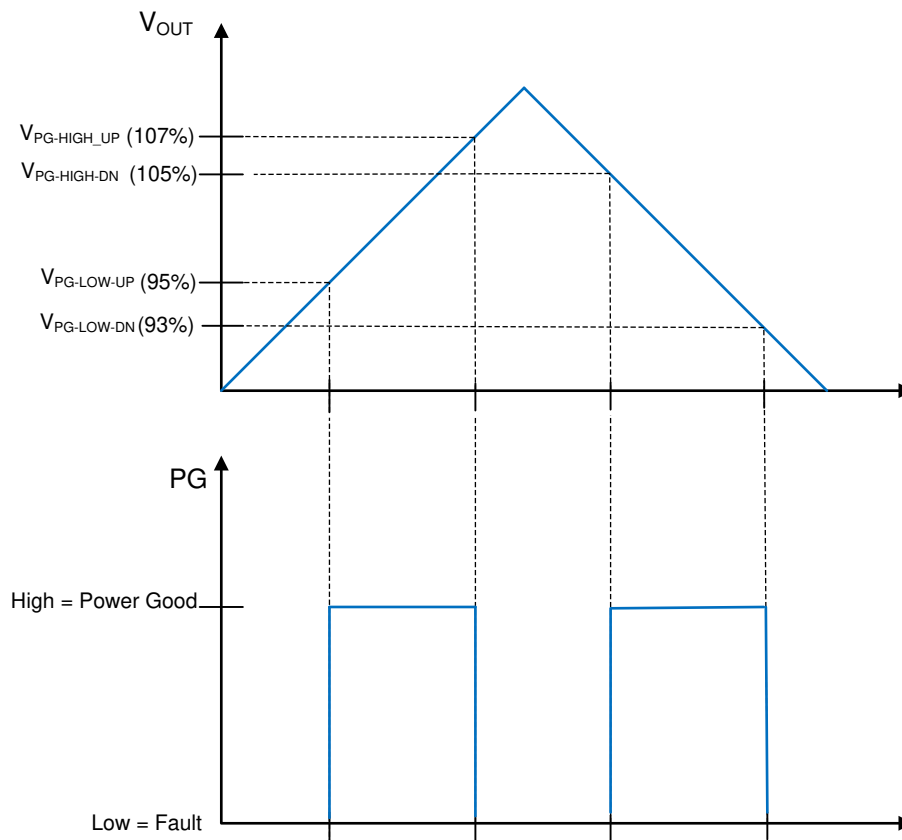 VOUT
VPG-HIGH_UP (107%)
VPG-HIGH-DN (105%)
VPG-LOW-UP (95%)
VPG-LOW-DN (93%)
PG
High = Power Good
Low = Fault